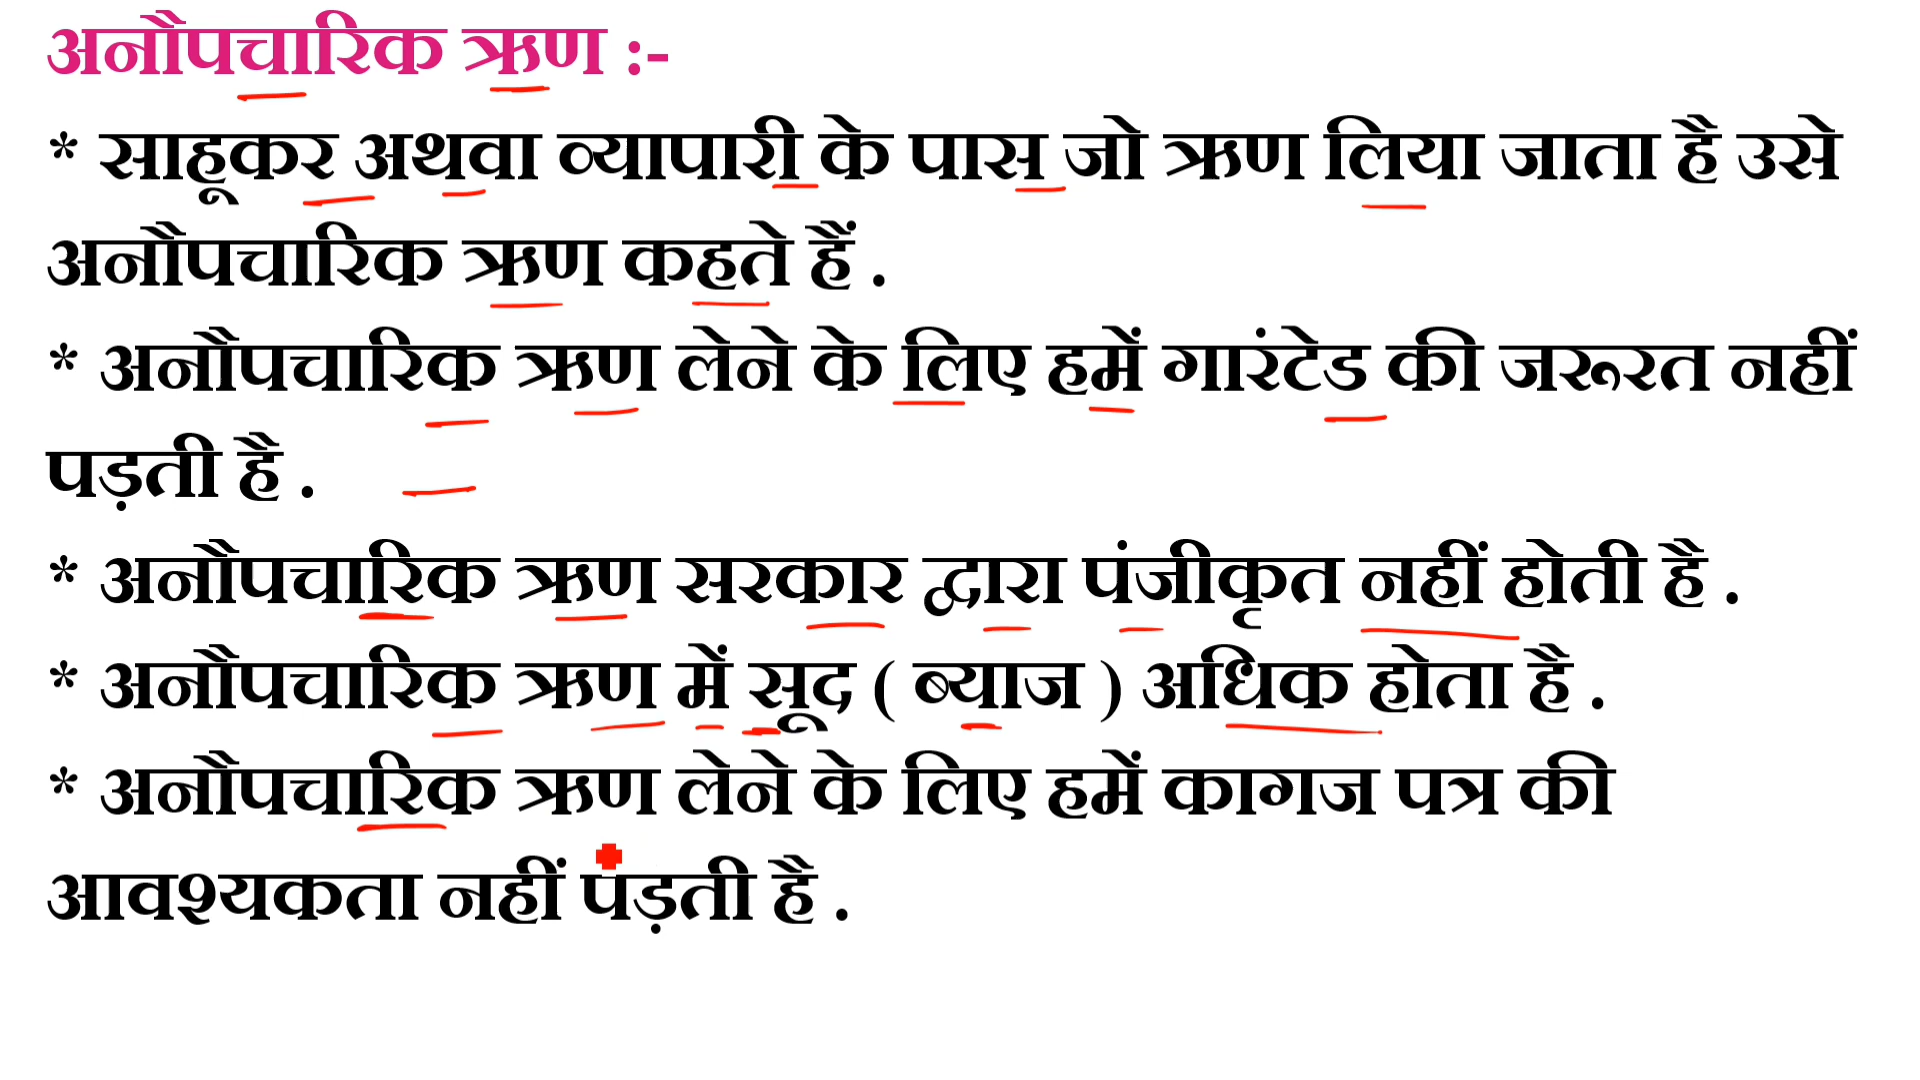 अनौपचारिक ऋण :-
* साहूकर अथवा व्यापारी के पास जो ऋण लिया जाता है उसे
अनौपचारिक ऋण कहते हैं .
* अनौपचारिक ऋण लेने के लिए हमें गारंटेड की जरूरत नहीं
पड़ती है .
* अनौपचारिक ऋण सरकार द्वारा पंजीकृत नहीं होती है .
* अनौपचारिक ऋण में सूद ( ब्याज ) अधिक होता है .
* अनौपचारिक ऋण लेने के लिए हमें कागज पत्र की
आवश्यकता नहीं पड़ती है .